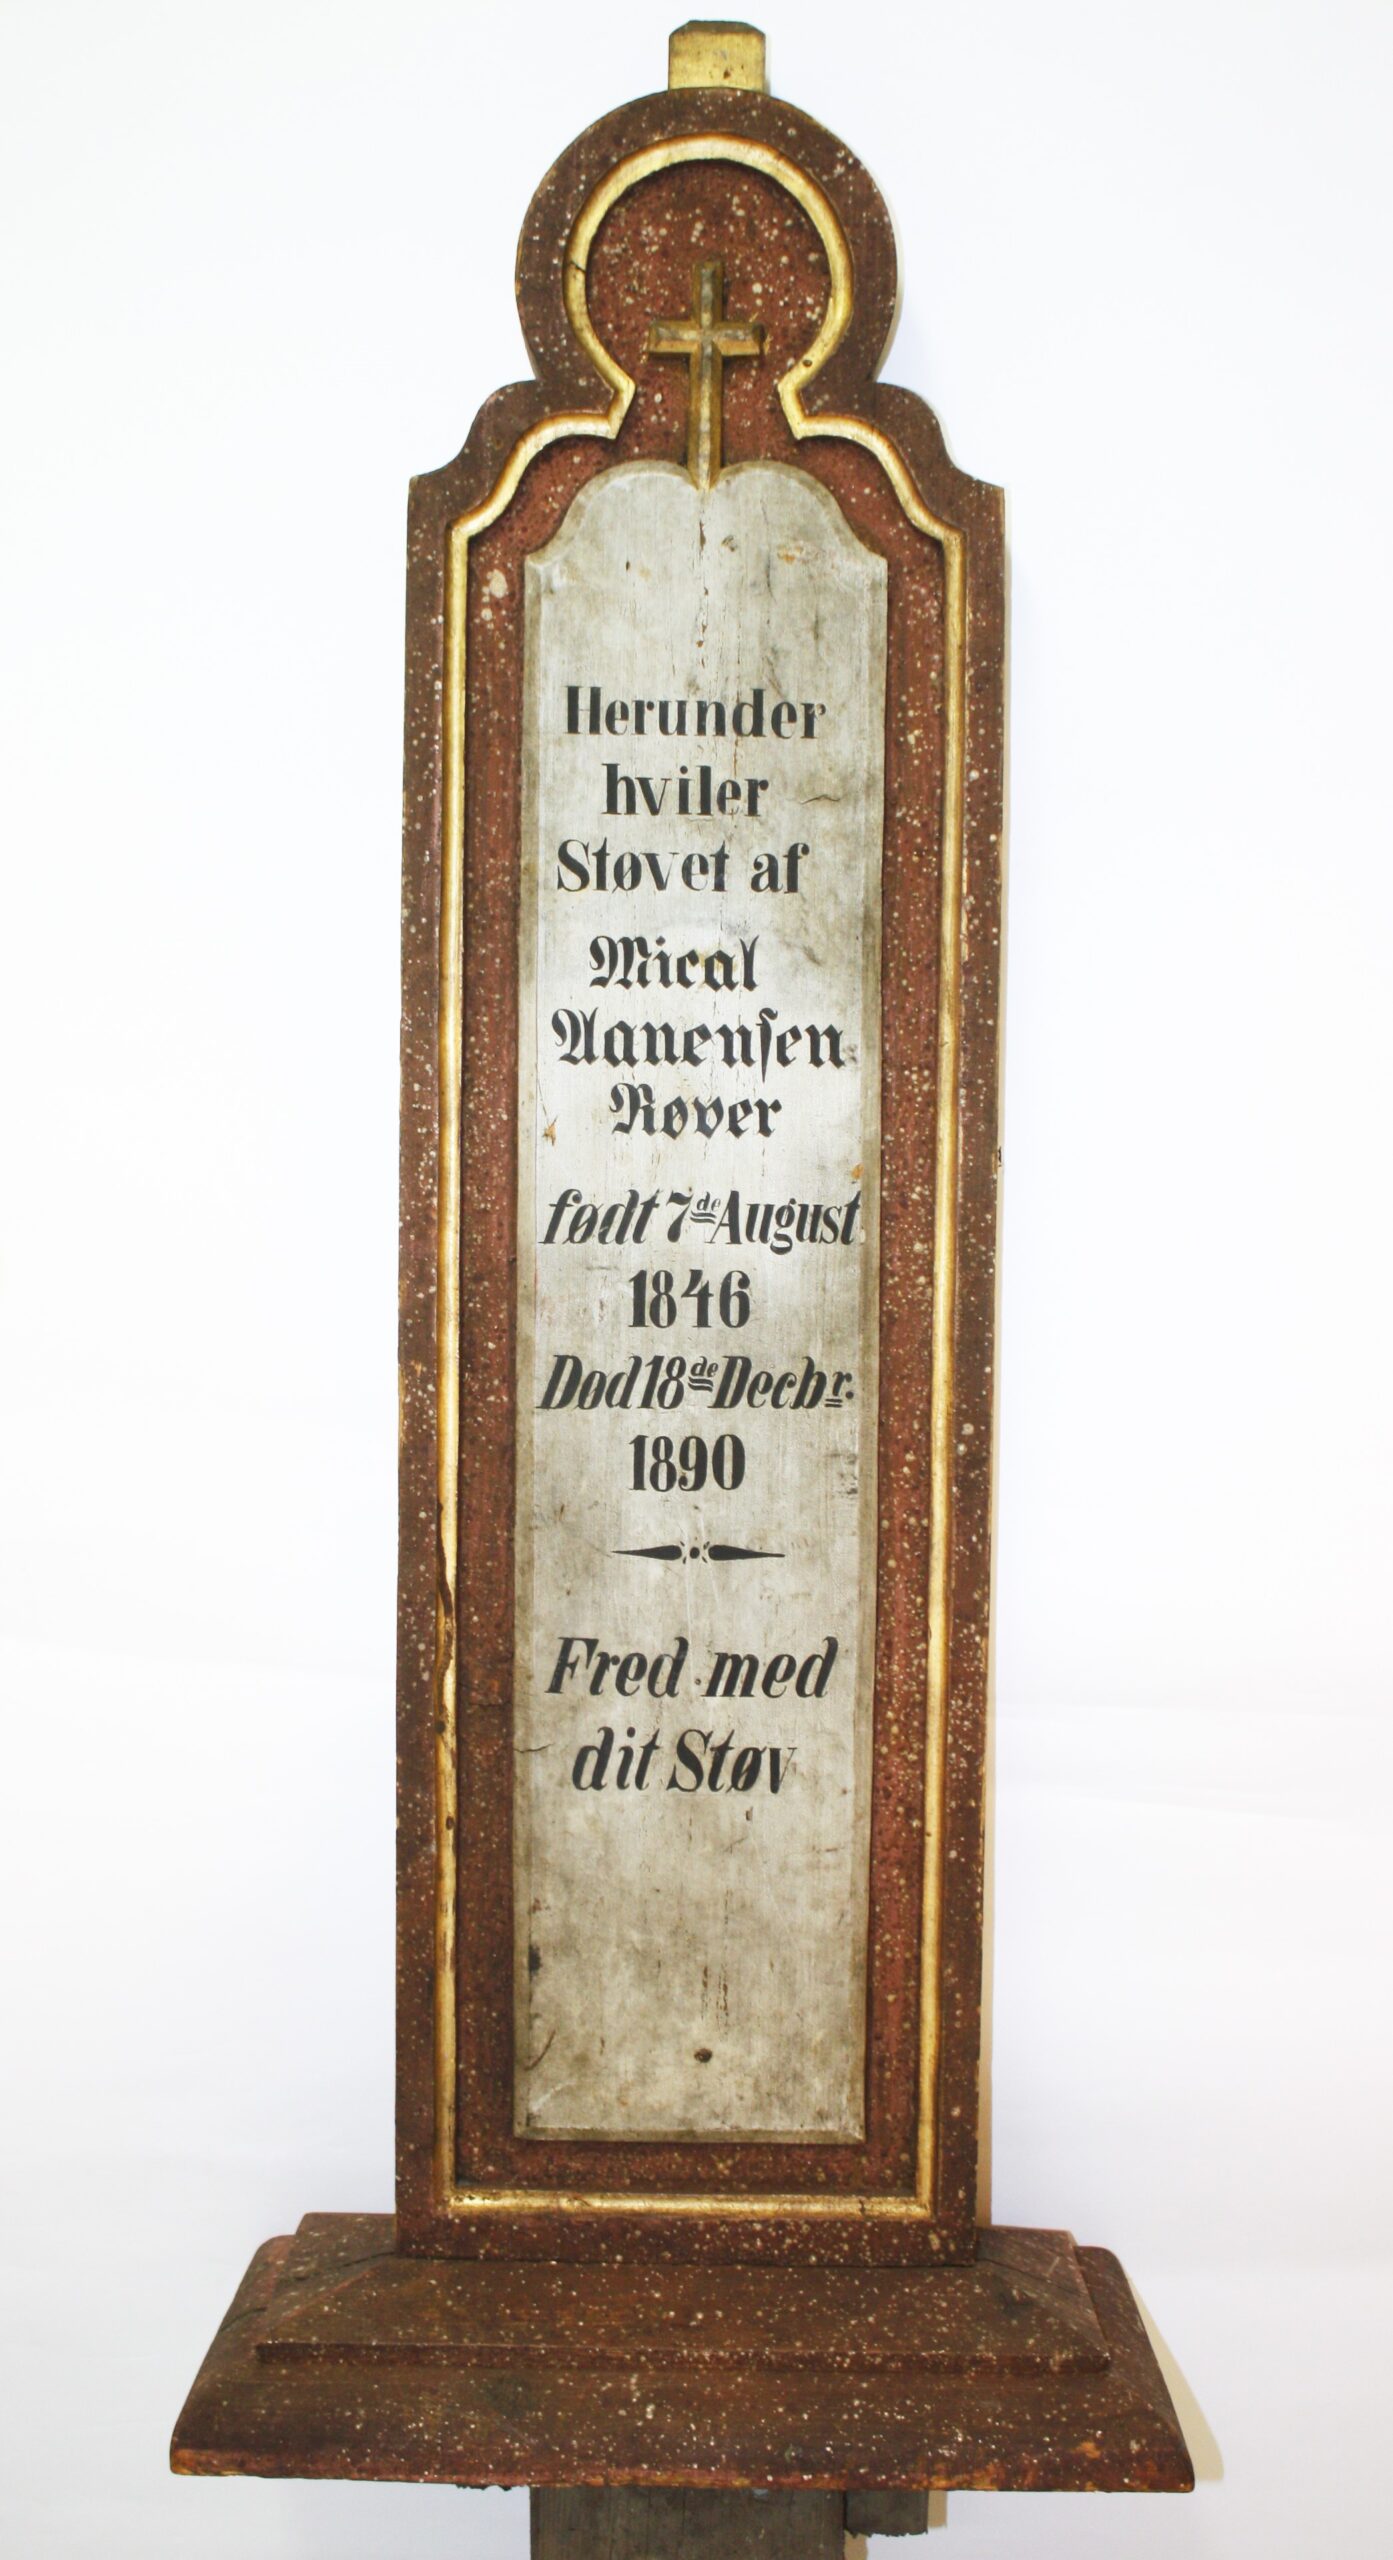 Herunder
hviler
Støvet af
Mical
Aanenſen
Røver
født 7de August
1846
Død 18de Decbr.
1890
Fred med
dit Støv